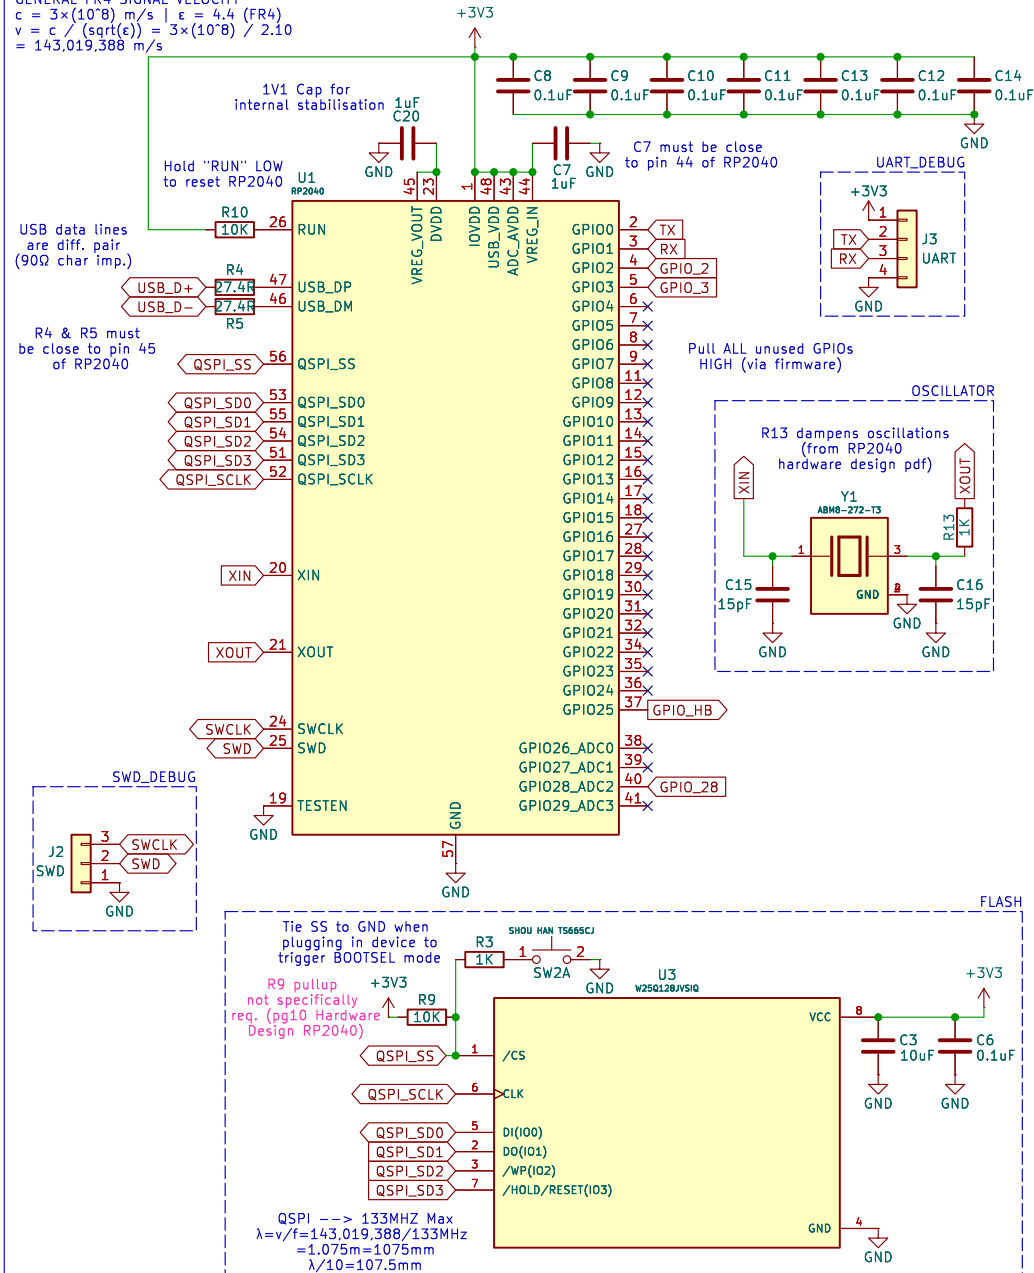 GENERAL FR4 SIGNAL VELOCITY
c = 3×(10^8) m/s | ε = 4.4 (FR4)
v = c / (sqrt(ε)) = 3×(10^8) / 2.10
= 143,019,388 m/s
+3V3
C8
0.1uF
C9
0.1uF
C10
0.1uF
C11
0.1uF
C13
0.1uF
C12
0.1uF
C14
0.1uF
GND
1V1 Cap for
internal stabilisation
1uF
C20
GND
C7
1uF
GND
C7 must be close
to pin 44 of RP2040
Hold "RUN" LOW
to reset RP2040
U1
RP2040
45
23
1
48
43
44
VREG_VOUT
DVDD
IOVDD
USB_VDD
ADC_AVDD
VREG_IN
R10
10K
26
RUN
USB data lines
are diff. pair
(90Ω char imp.)
R4
USB_D+
27.4R
47
USB_DP
USB_D-
27.4R
46
USB_DM
R5
R4 & R5 must
be close to pin 45
of RP2040
QSPI_SS
56
QSPI_SS
QSPI_SD0
53
QSPI_SD0
QSPI_SD1
55
QSPI_SD1
QSPI_SD2
54
QSPI_SD2
QSPI_SD3
51
QSPI_SD3
QSPI_SCLK
52
QSPI_SCLK
XIN
20
XIN
XOUT
21
XOUT
SWCLK
24
SWCLK
SWD
25
SWD
19
TESTEN
GND
GND
57
GND
GPIO0
2
TX
GPIO1
3
RX
GPIO2
4
GPIO_2
GPIO3
5
GPIO_3
GPIO4
6
GPIO5
7
GPIO6
8
GPIO7
9
GPIO8
11
GPIO9
12
GPIO10
13
GPIO11
14
GPIO12
15
GPIO13
16
GPIO14
17
GPIO15
18
GPIO16
27
GPIO17
28
GPIO18
29
GPIO19
30
GPIO20
31
GPIO21
32
GPIO22
34
GPIO23
35
GPIO24
36
GPIO25
37
GPIO_HB
GPIO26_ADC0
38
GPIO27_ADC1
39
GPIO28_ADC2
40
GPIO_28
GPIO29_ADC3
41
UART_DEBUG
+3V3
1
TX
2
RX
3
4
J3
UART
GND
Pull ALL unused GPIOs
HIGH (via firmware)
OSCILLATOR
R13 dampens oscillations
(from RP2040
hardware design pdf)
XIN
XOUT
Y1
ABM8-272-T3
R13
1K
1
3
GND
GND
C15
15pF
GND
C16
15pF
GND
SWD_DEBUG
J2
SWD
3
SWCLK
2
SWD
1
GND
FLASH
Tie SS to GND when
plugging in device to
trigger BOOTSEL mode
R3
1K
SHOU HAN TS665CJ
1
2
SW2A
GND
R9 pullup
not specifically
req. (pg10 Hardware
Design RP2040)
+3V3
R9
10K
U3
W25Q128JVSIQ
QSPI_SS
1
/CS
QSPI_SCLK
6
CLK
QSPI_SD0
5
DI(IO0)
QSPI_SD1
2
DO(IO1)
QSPI_SD2
3
/WP(IO2)
QSPI_SD3
7
/HOLD/RESET(IO3)
VCC
8
+3V3
C3
10uF
GND
C6
0.1uF
GND
GND
4
GND
QSPI --> 133MHZ Max
λ=v/f=143,019,388/133MHz
=1.075m=1075mm
λ/10=107.5mm